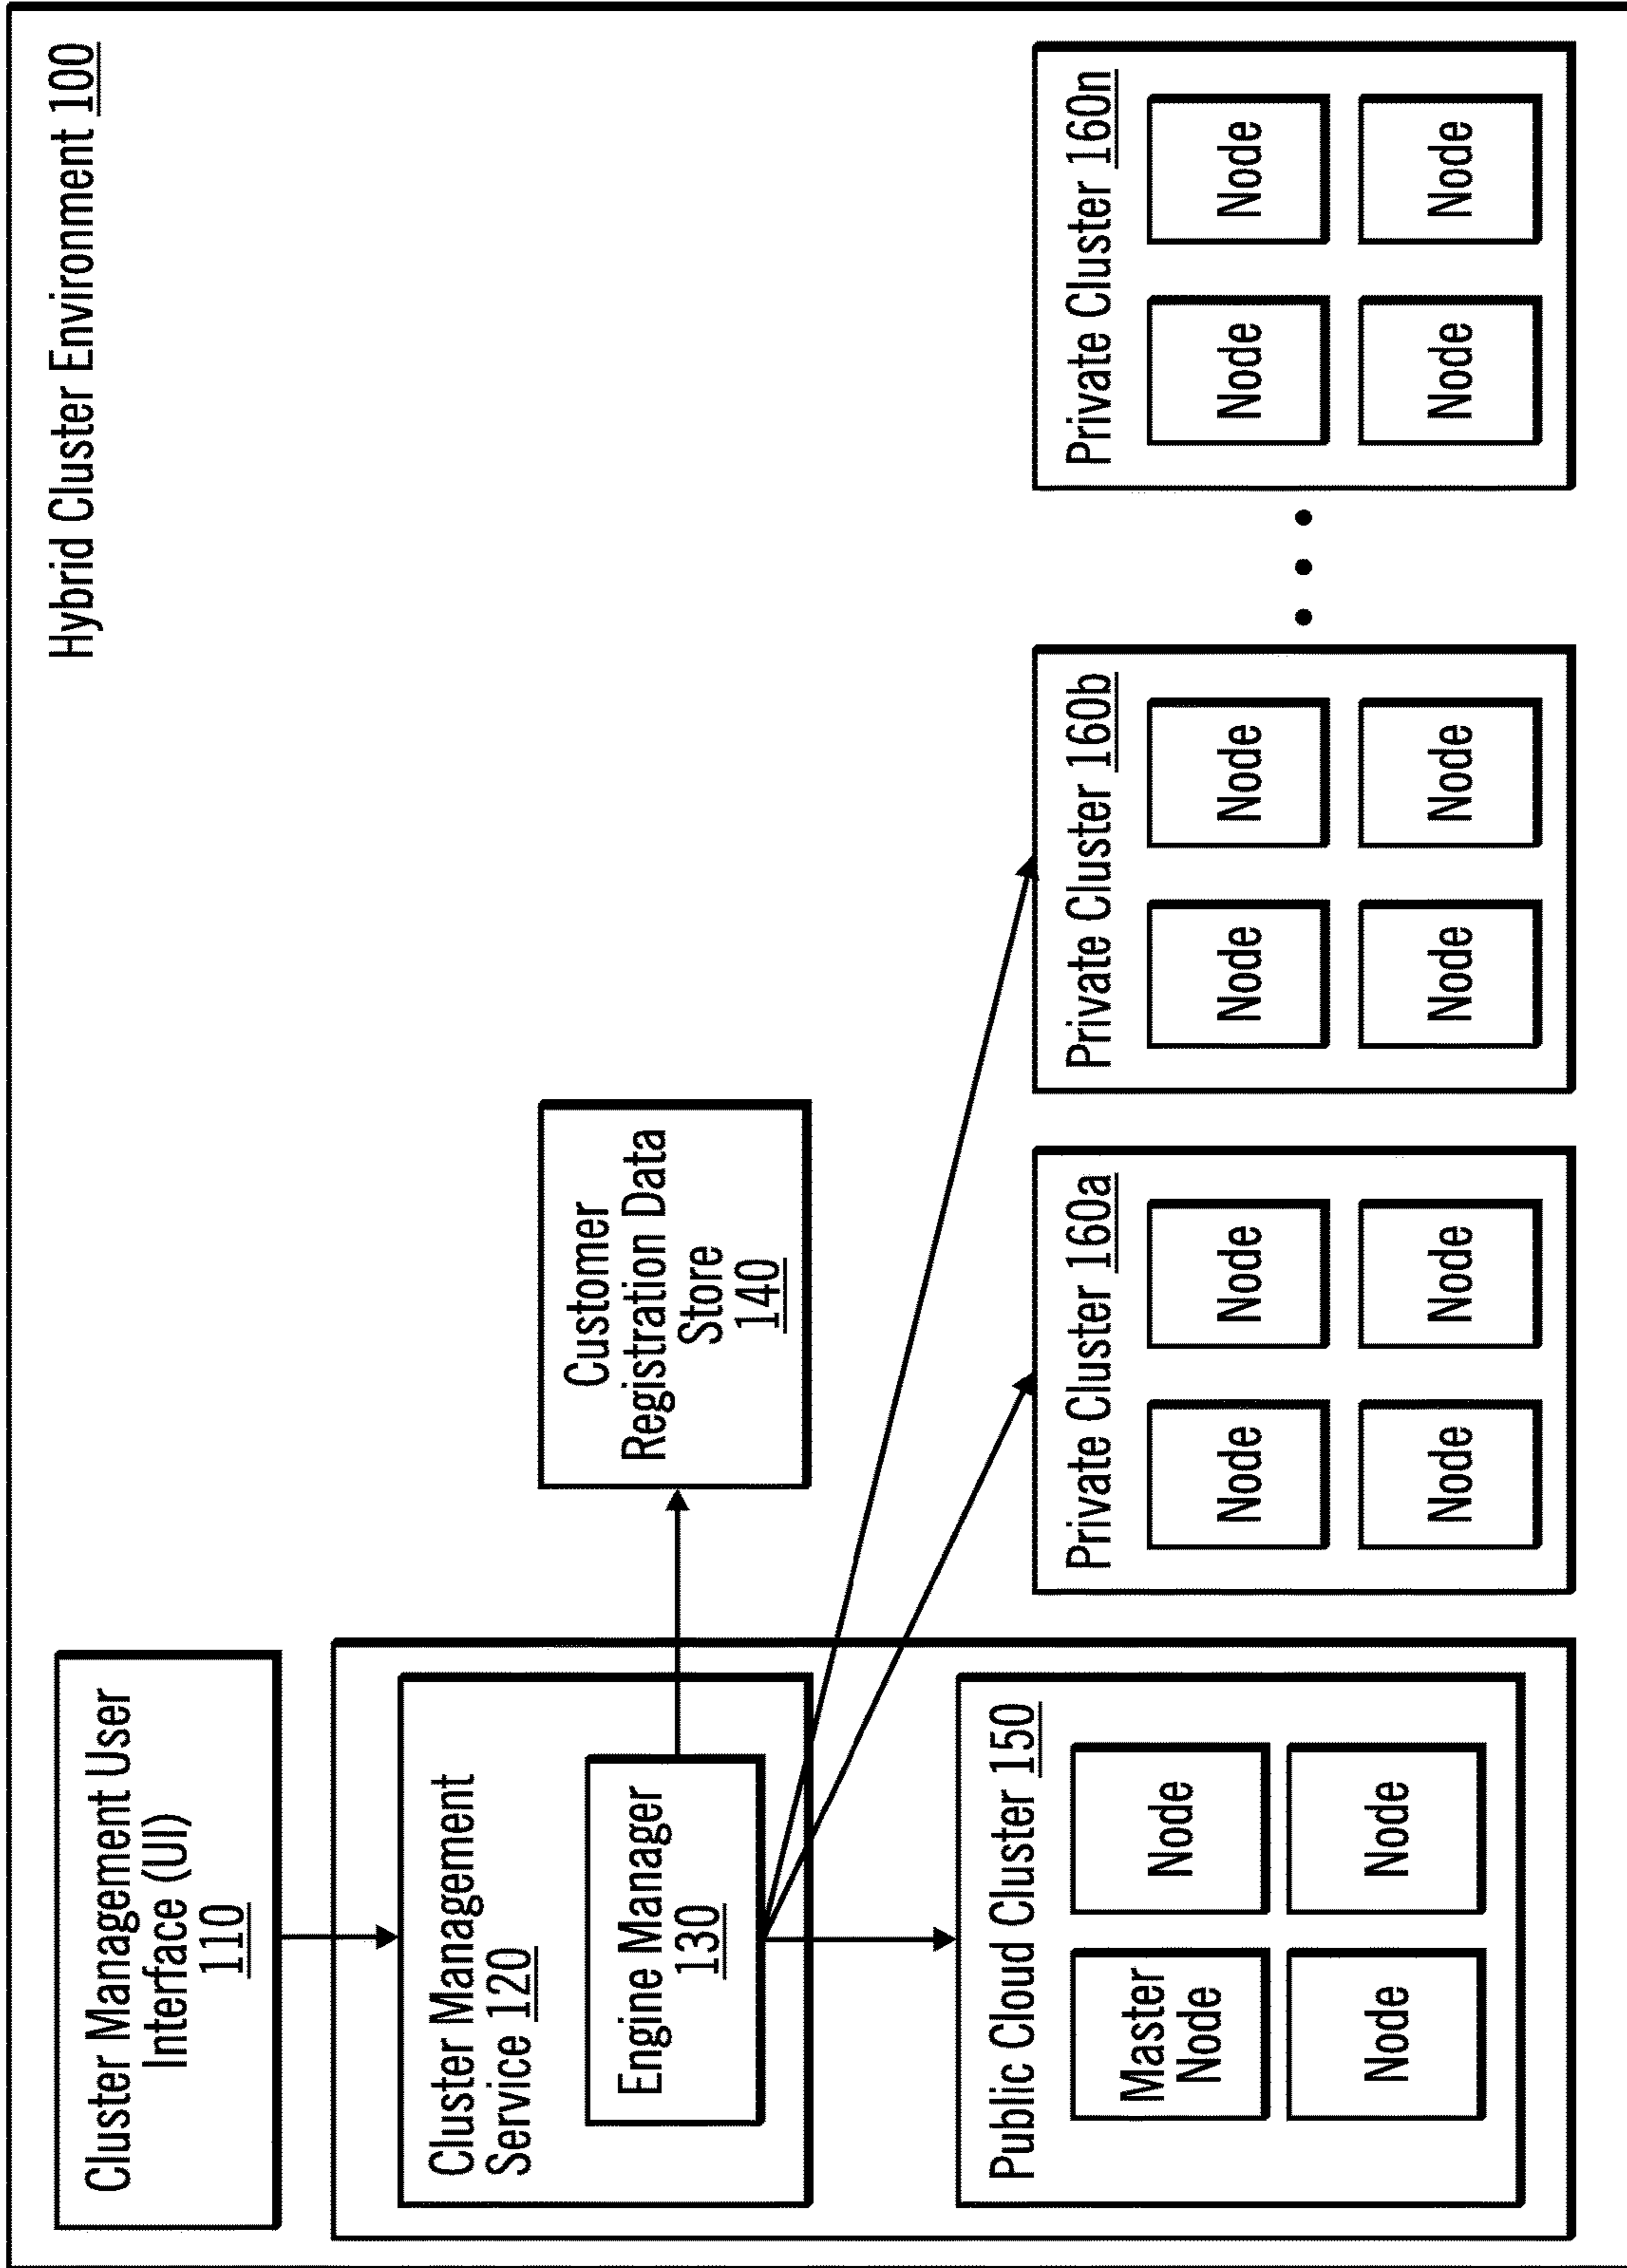 Hybrid Cluster Environment 100
Cluster Management User
Interface (UI)
110
Cluster Management
Service 120
Engine Manager
130
Customer
Registration Data
Store
140
Public Cloud Cluster 150
Master
Node
Node
Node
Node
Private Cluster 160a
Node
Node
Node
Node
Private Cluster 160b
Node
Node
Node
Node
Private Cluster 160n
Node
Node
Node
Node